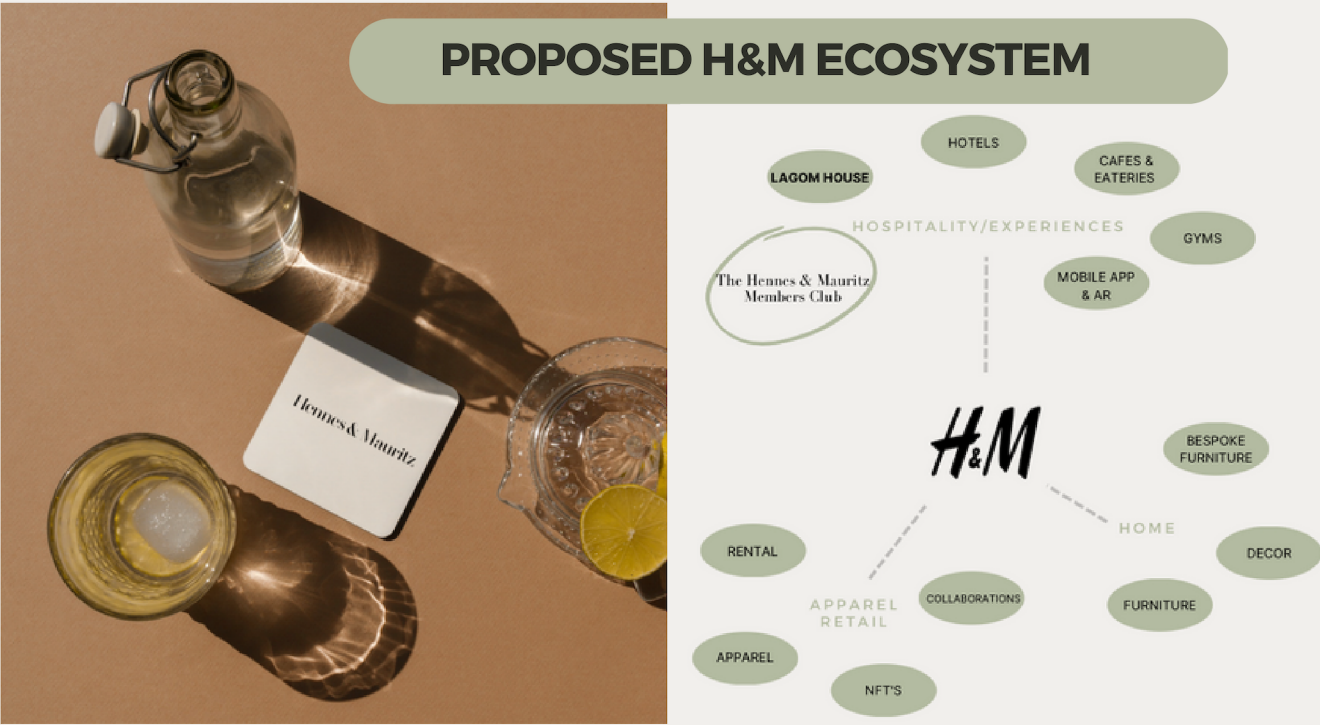 PROPOSED H&M ECOSYSTEM
HOTELS
CAFES &
EATERIES
LAGOM HOUSE
HOSPITALITY/EXPERIENCES
GYMS
The Hennes & Mauritz
Members Club
MOBILE APP
& AR
Hennes & Mauritz
H&M
BESPOKE
FURNITURE
HOME
RENTAL
DECOR
COLLABORATIONS
FURNITURE
APPAREL
RETAIL
APPAREL
NFT'S